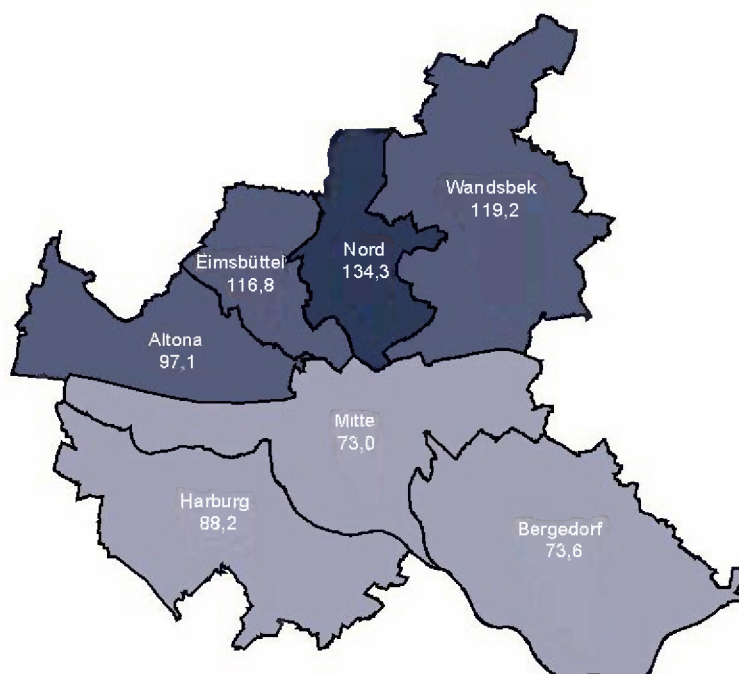 Wandsbek
119,2
Nord
134,3
Eimsbüttel
116,8
Altona
97,1
Mitte
73,0
Harburg
88,2
Bergedorf
73,6